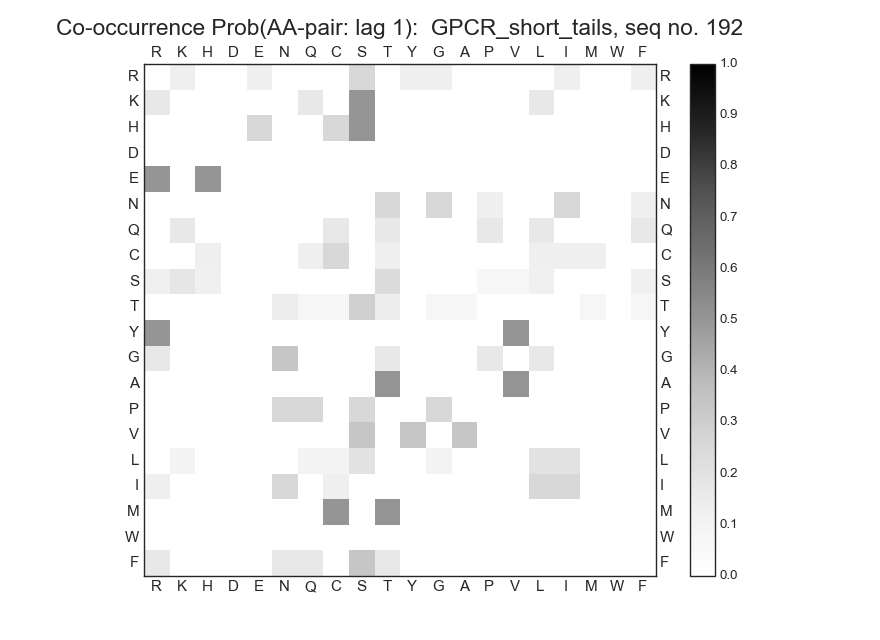 Co-occurrence Prob(AA-pair: lag 1):  GPCR_short_tails, seq no. 192
R K H D E N Q C S T Y G A P V L I M W F
R R 1.0
K K 0.9
H H
D D 0.8
E E
N N 0.7
Q Q
C C 0.6
S S
T T 0.5
Y Y
G G 0.4
A A
P P 0.3
V V
L L 0.2
I I
M M 0.1
W W
F F 0.0
R K H D E N Q C S T Y G A P V L I M W F